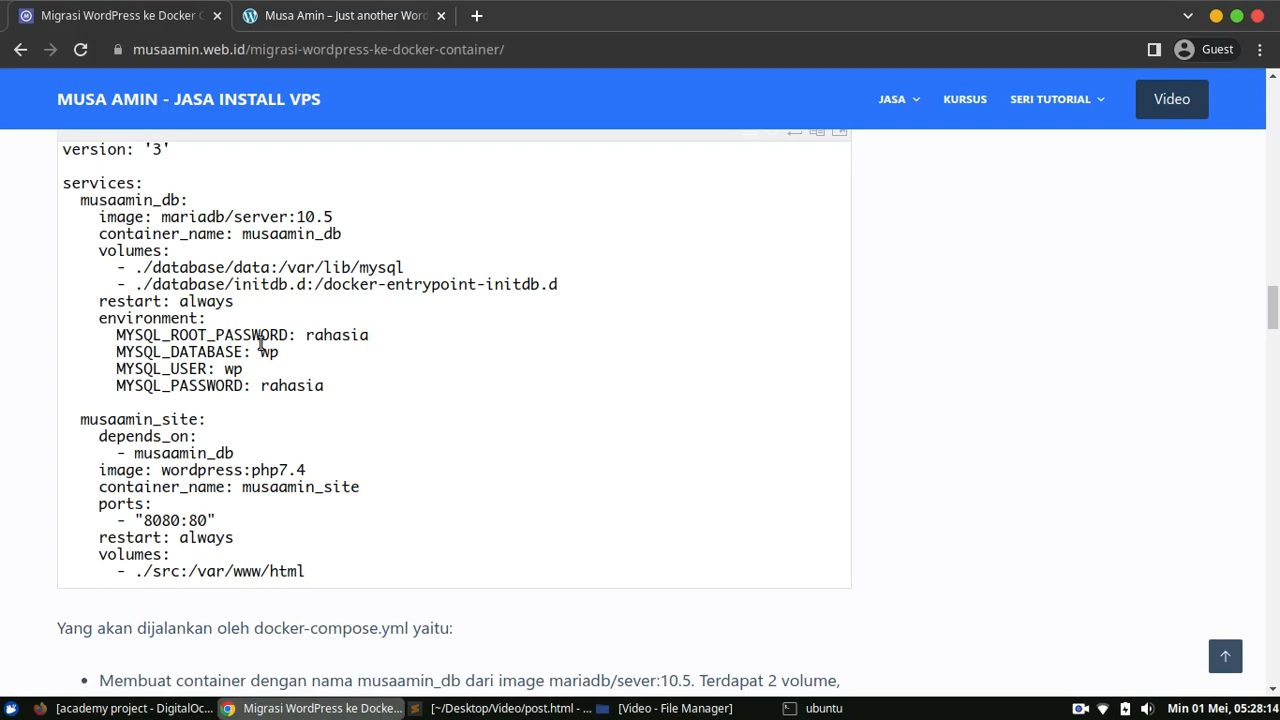 Migrasi WordPress ke Docker C
Musa Amin – Just another Word
musaamin.web.id/migrasi-wordpress-ke-docker-container/
Guest
MUSA AMIN - JASA INSTALL VPS
JASA
KURSUS
SERI TUTORIAL
Video
version: '3'
services:
musaamin_db:
image: mariadb/server:10.5
container_name: musaamin_db
volumes:
- ./database/data:/var/lib/mysql
- ./database/initdb.d:/docker-entrypoint-initdb.d
restart: always
environment:
MYSQL_ROOT_PASSWORD: rahasia
MYSQL_DATABASE: wp
MYSQL_USER: wp
MYSQL_PASSWORD: rahasia
musaamin_site:
depends_on:
- musaamin_db
image: wordpress:php7.4
container_name: musaamin_site
ports:
- "8080:80"
restart: always
volumes:
- ./src:/var/www/html
Yang akan dijalankan oleh docker-compose.yml yaitu:
• Membuat container dengan nama musaamin_db dari image mariadb/sever:10.5. Terdapat 2 volume,
[academy project - DigitalOc...
Migrasi WordPress ke Docke...
[~/Desktop/Video/post.html - ...
[Video - File Manager]
ubuntu
Min 01 Mei, 05:28:14